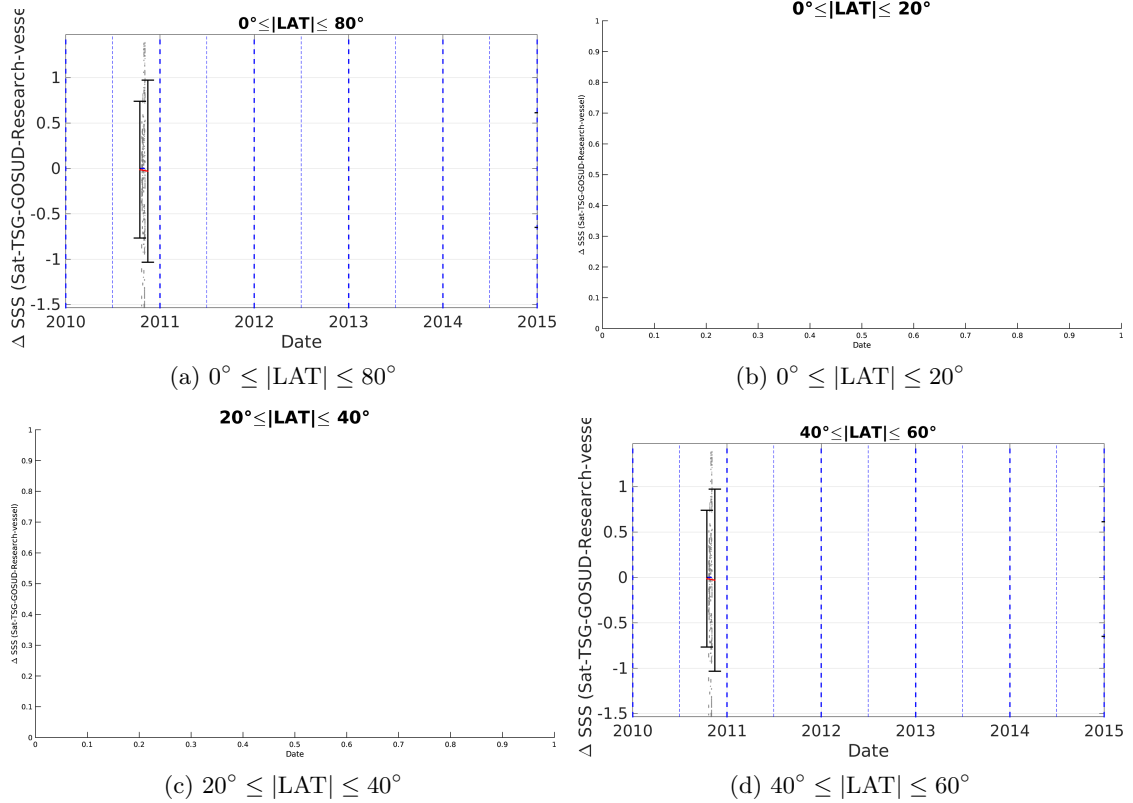 0°≤|LAT|≤ 80°
Δ SSS (Sat-TSG-GOSUD-Research-vesse
1
0.5
0
-0.5
-1
-1.5
2010 2011 2012 2013 2014 2015
Date
(a) 0° ≤ |LAT| ≤ 80°
0°≤|LAT|≤ 20°
Δ SSS (Sat-TSG-GOSUD-Research-vessel)
1
0.9
0.8
0.7
0.6
0.5
0.4
0.3
0.2
0.1
0
0 0.1 0.2 0.3 0.4 0.5 0.6 0.7 0.8 0.9 1
Date
(b) 0° ≤ |LAT| ≤ 20°
20°≤|LAT|≤ 40°
Δ SSS (Sat-TSG-GOSUD-Research-vessel)
1
0.9
0.8
0.7
0.6
0.5
0.4
0.3
0.2
0.1
0
0 0.1 0.2 0.3 0.4 0.5 0.6 0.7 0.8 0.9 1
Date
(c) 20° ≤ |LAT| ≤ 40°
40°≤|LAT|≤ 60°
Δ SSS (Sat-TSG-GOSUD-Research-vesse
1
0.5
0
-0.5
-1
-1.5
2010 2011 2012 2013 2014 2015
Date
(d) 40° ≤ |LAT| ≤ 60°